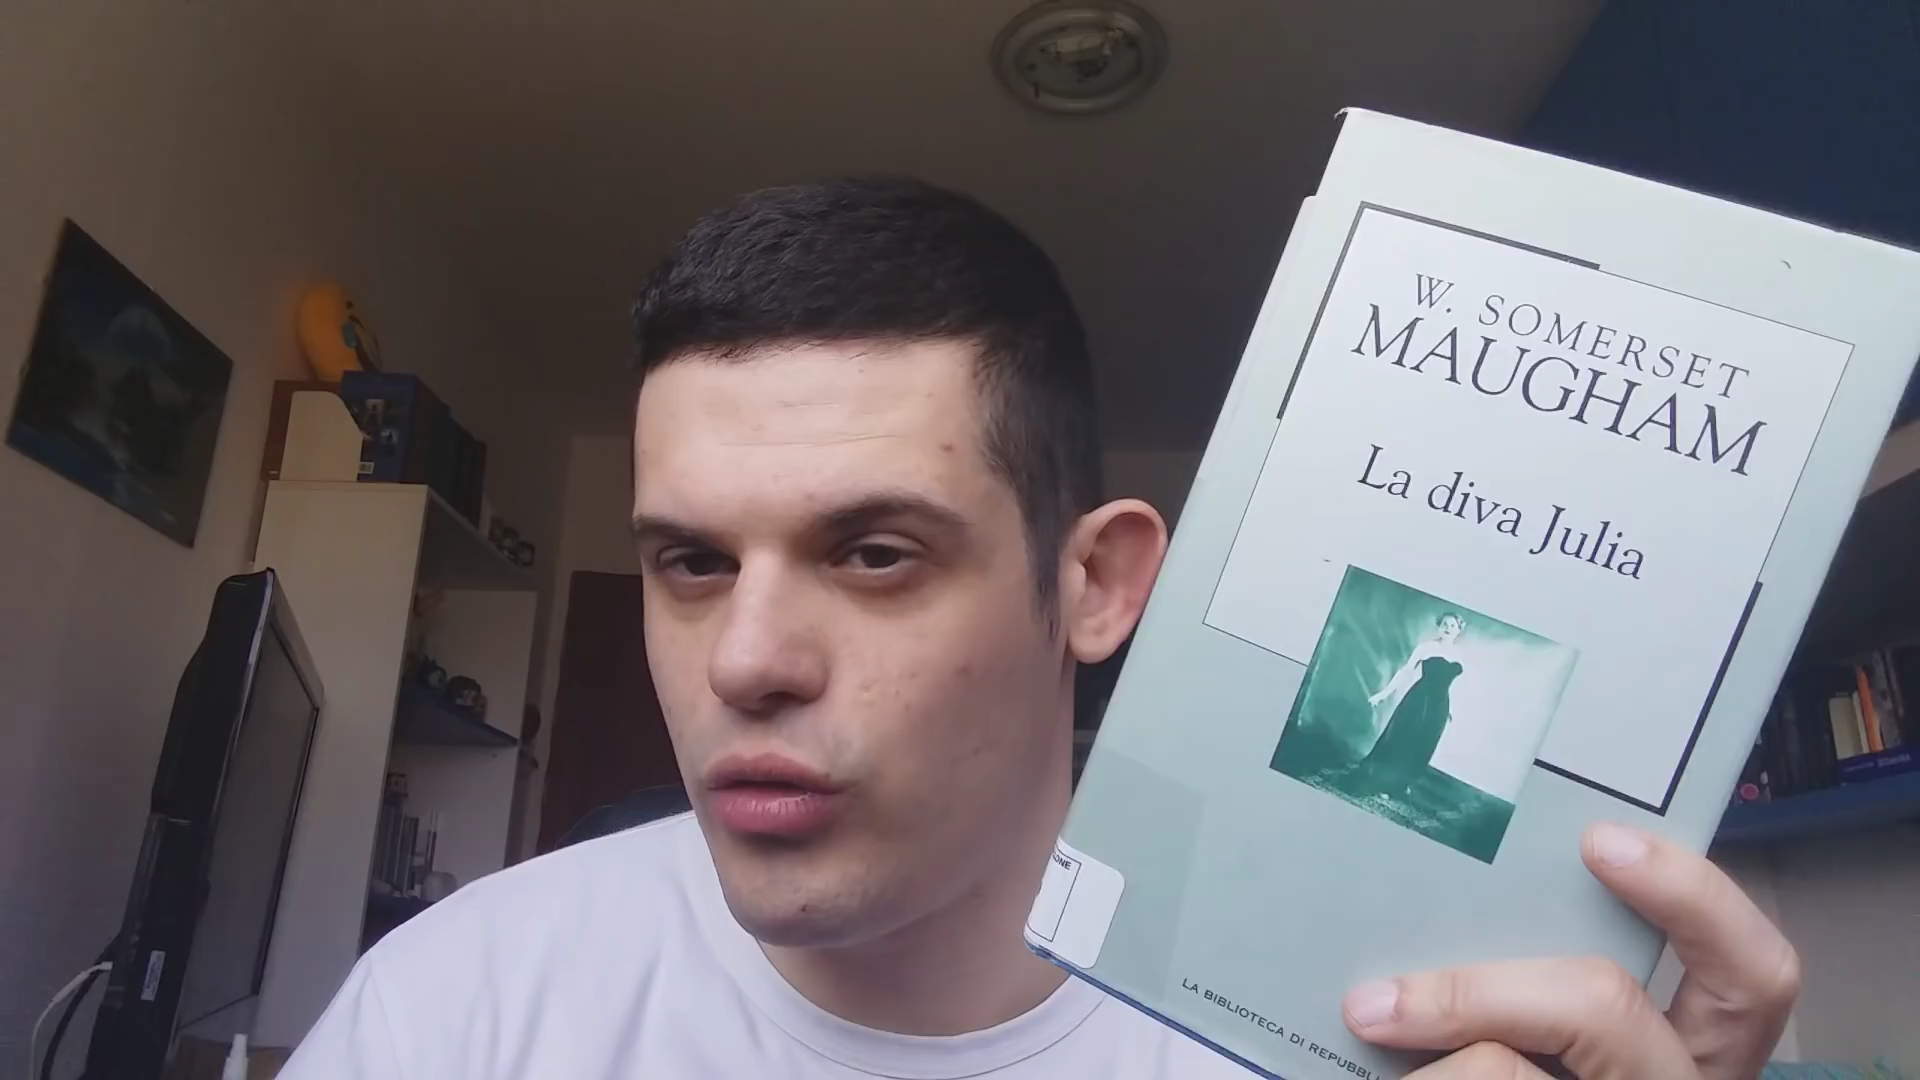 W. SOMERSET
MAUGHAM
La diva Julia
LA BIBLIOTECA DI REPUBBLI